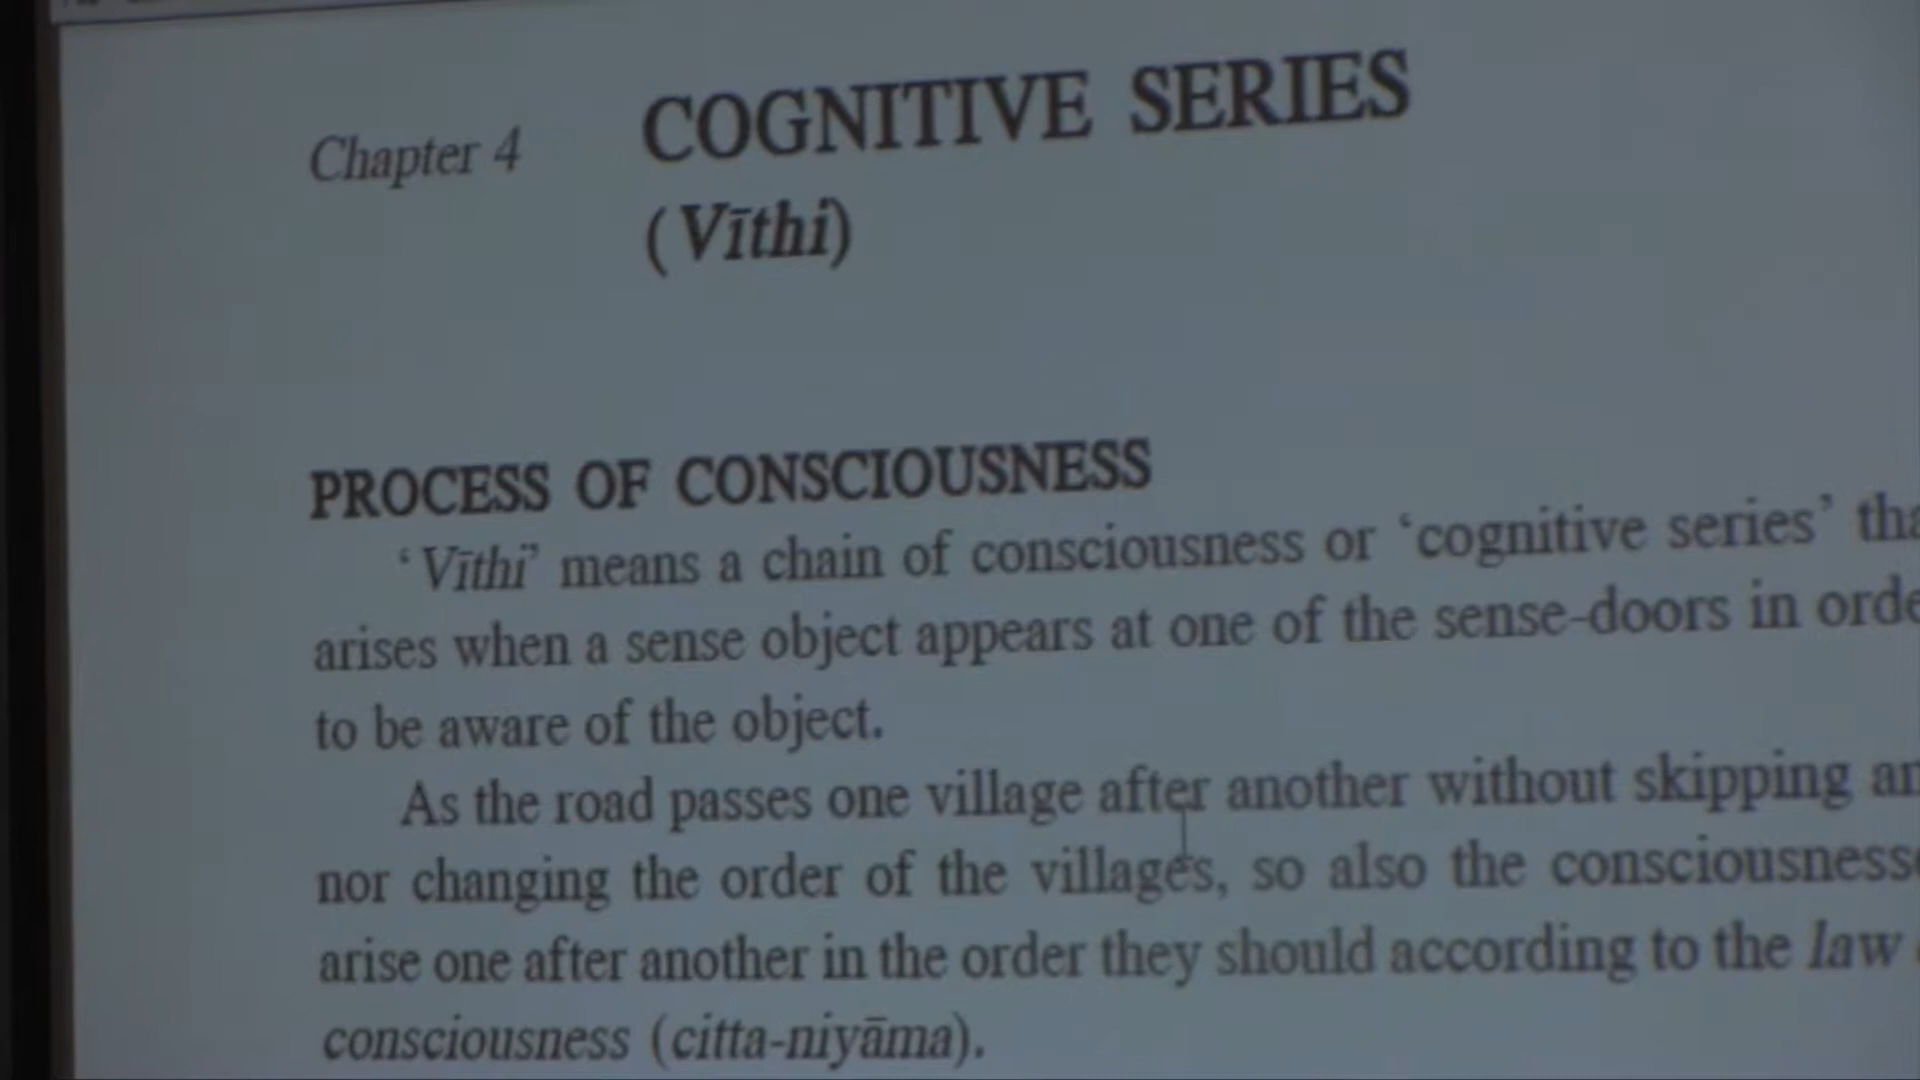 Chapter 4 COGNITIVE SERIES
(Vīthi)
PROCESS OF CONSCIOUSNESS
‘Vīthi’ means a chain of consciousness or ‘cognitive series’ tha
arises when a sense object appears at one of the sense-doors in orde
to be aware of the object.
As the road passes one village after another without skipping an
nor changing the order of the villages, so also the consciousness
arise one after another in the order they should according to the law
consciousness (citta-niyāma).